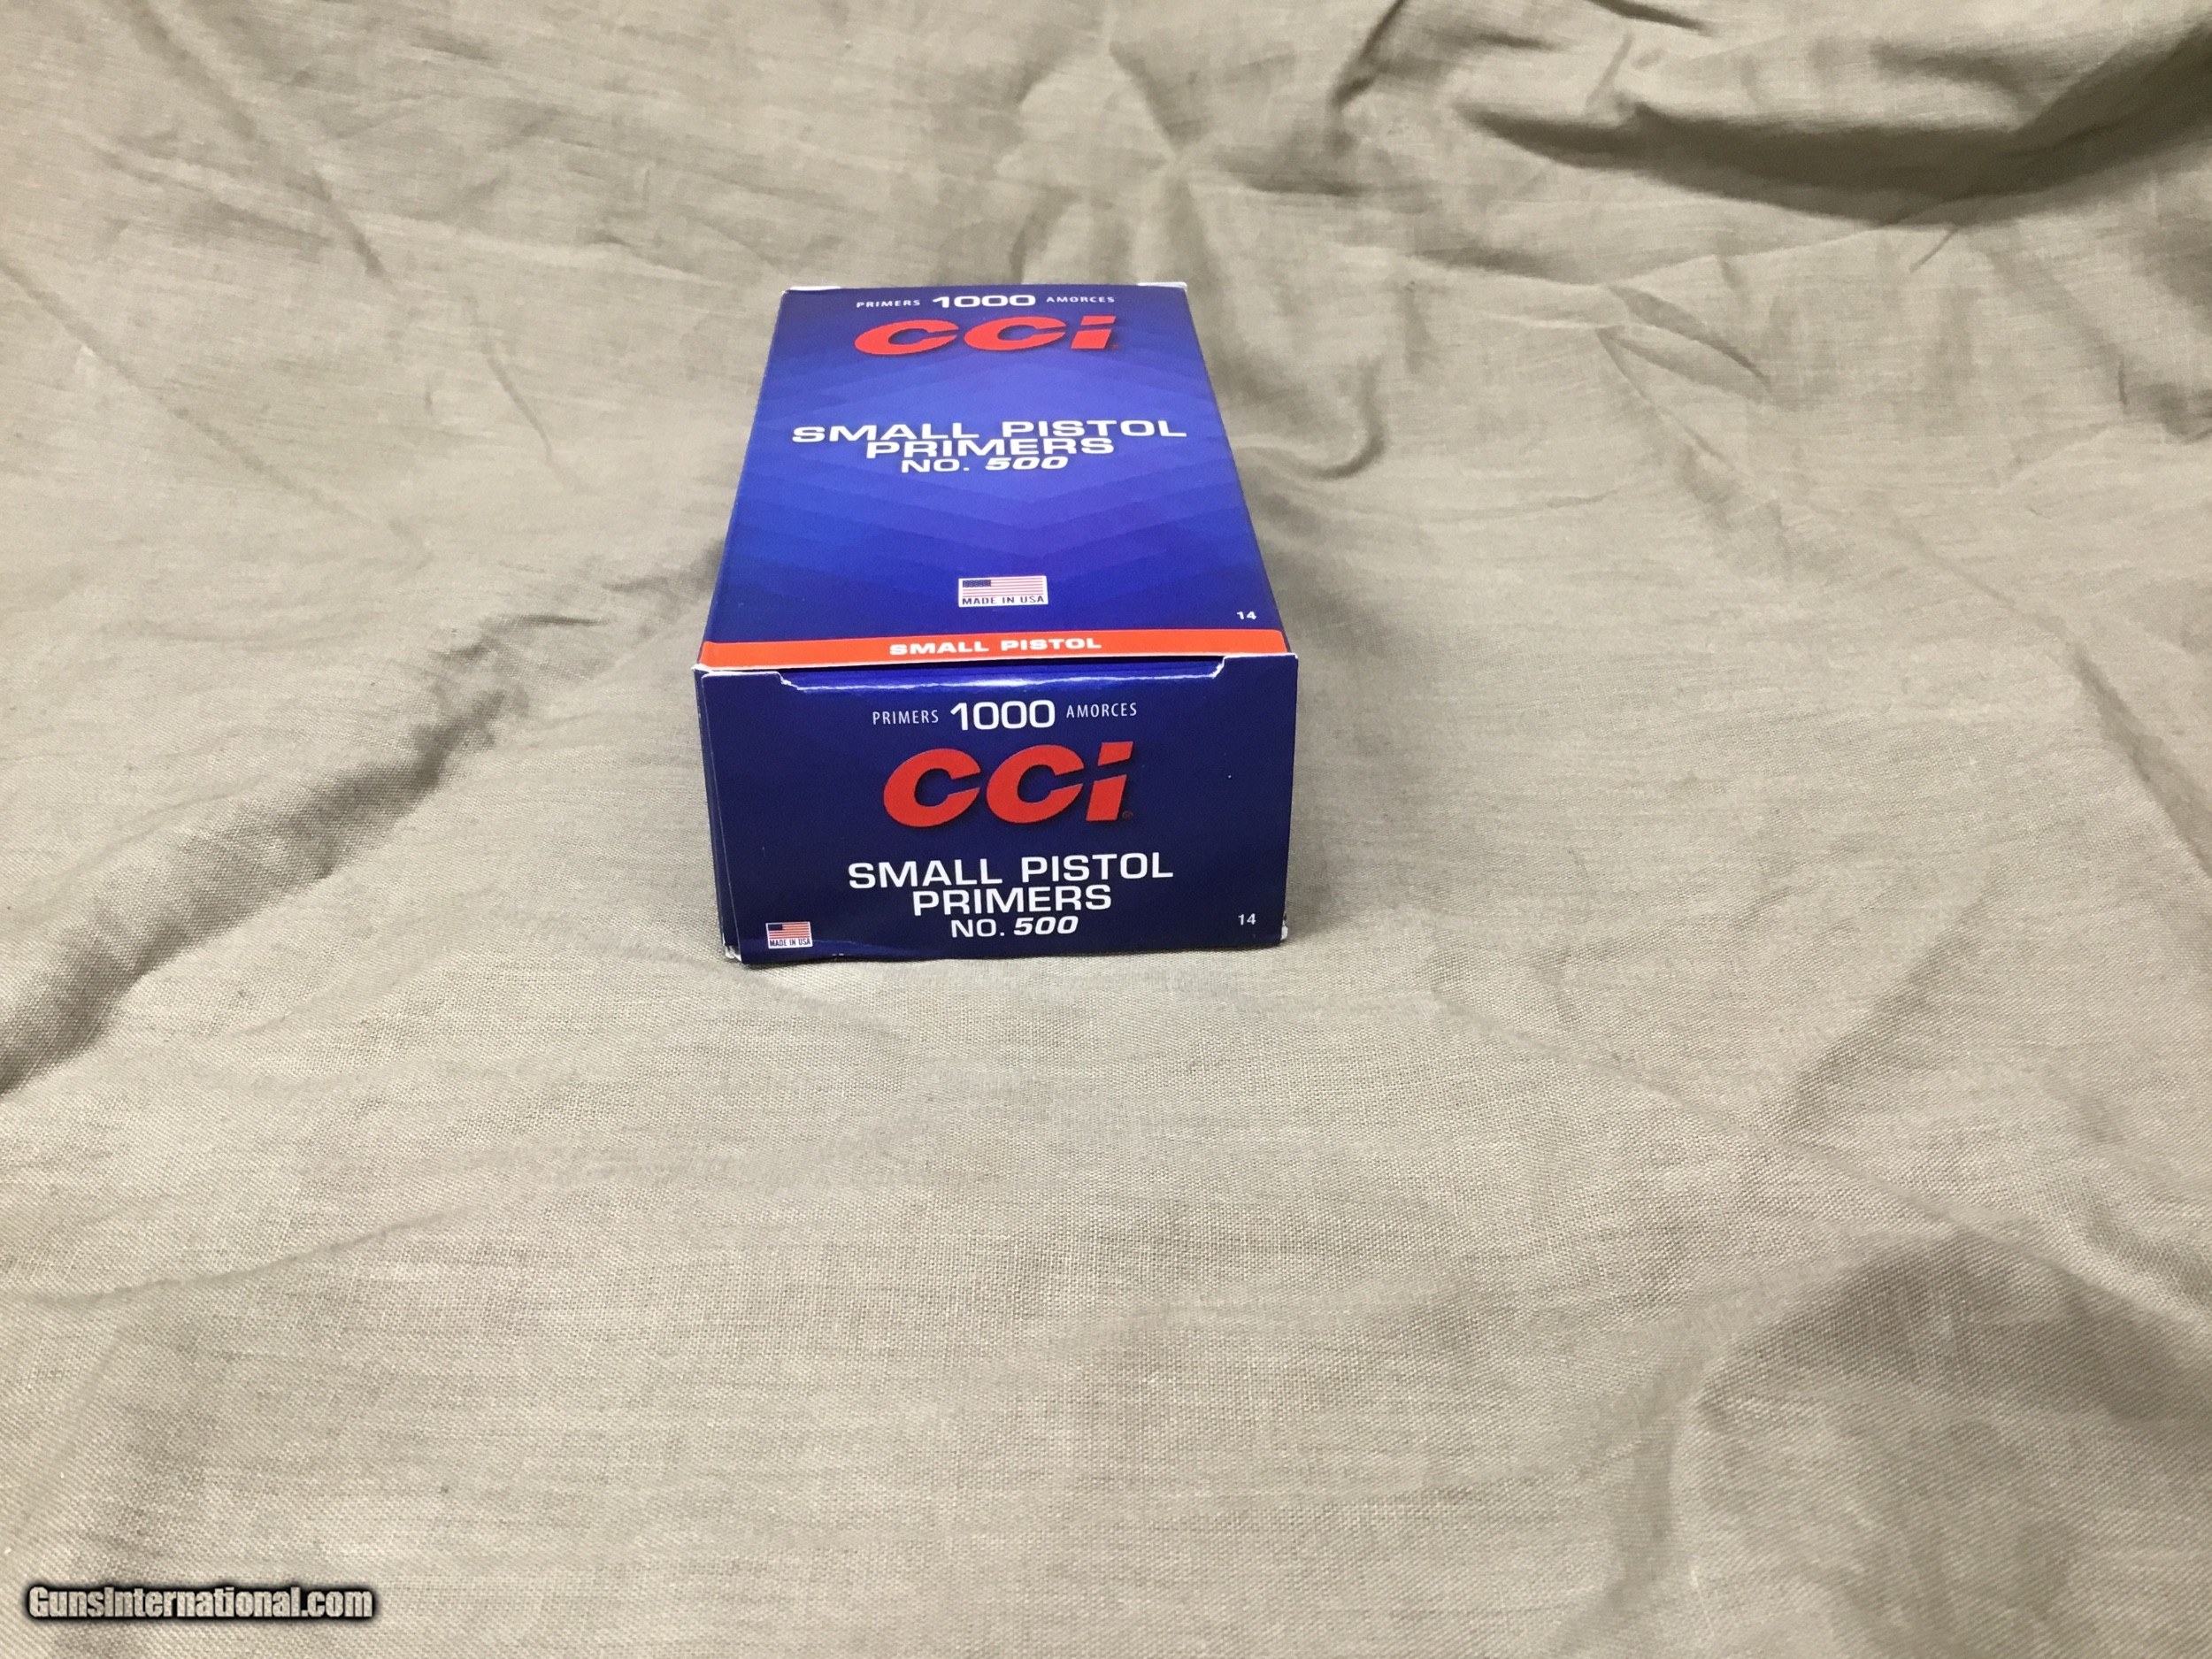 PRIMERS 1000 AMORCES
CCi
SMALL PISTOL
PRIMERS
NO. 500
MADE IN USA
14
SMALL PISTOL
PRIMERS 1000 AMORCES
CCi®
SMALL PISTOL
PRIMERS
NO. 500
MADE IN USA
14
GunsInternational.com